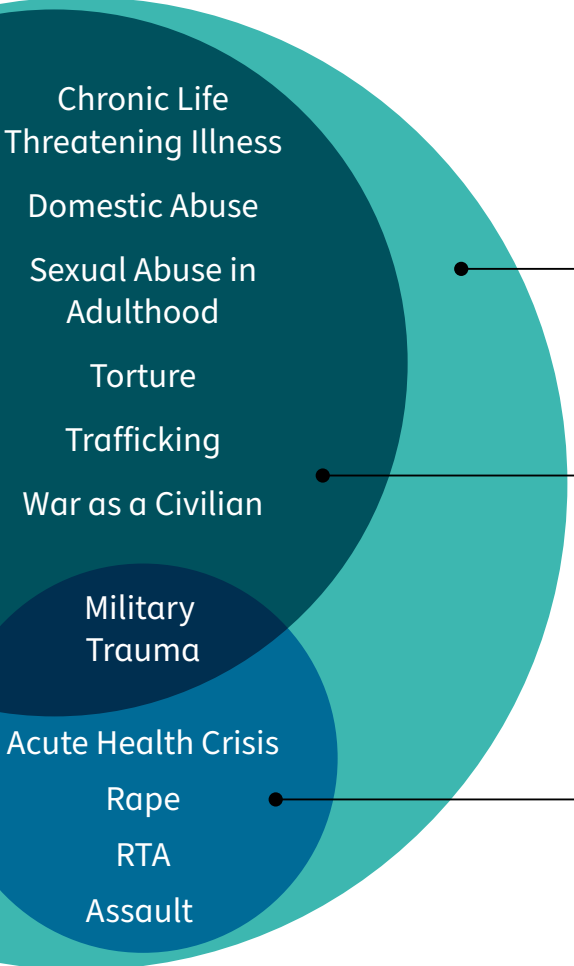 Chronic Life
Threatening Illness
Domestic Abuse
Sexual Abuse in
Adulthood
Torture
Trafficking
War as a Civilian
Military
Trauma
Acute Health Crisis
Rape
RTA
Assault